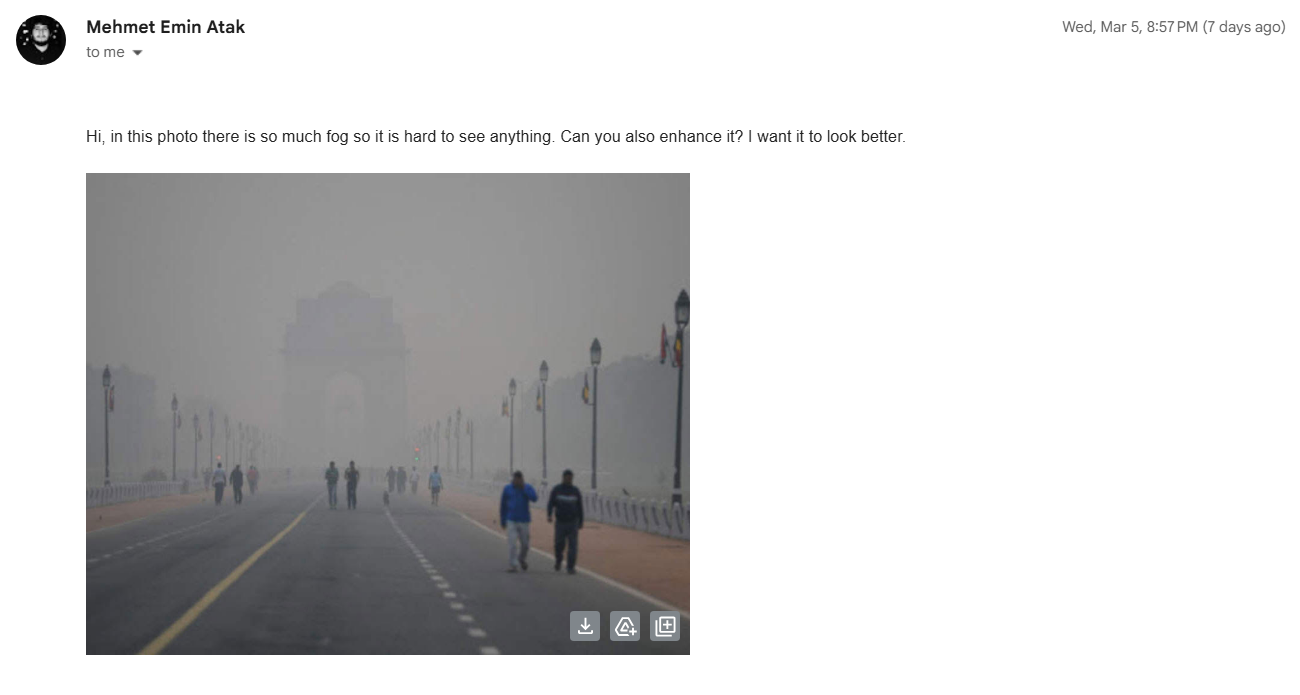 Mehmet Emin Atak
Wed, Mar 5, 8:57 PM (7 days ago)
to me
Hi, in this photo there is so much fog so it is hard to see anything. Can you also enhance it? I want it to look better.